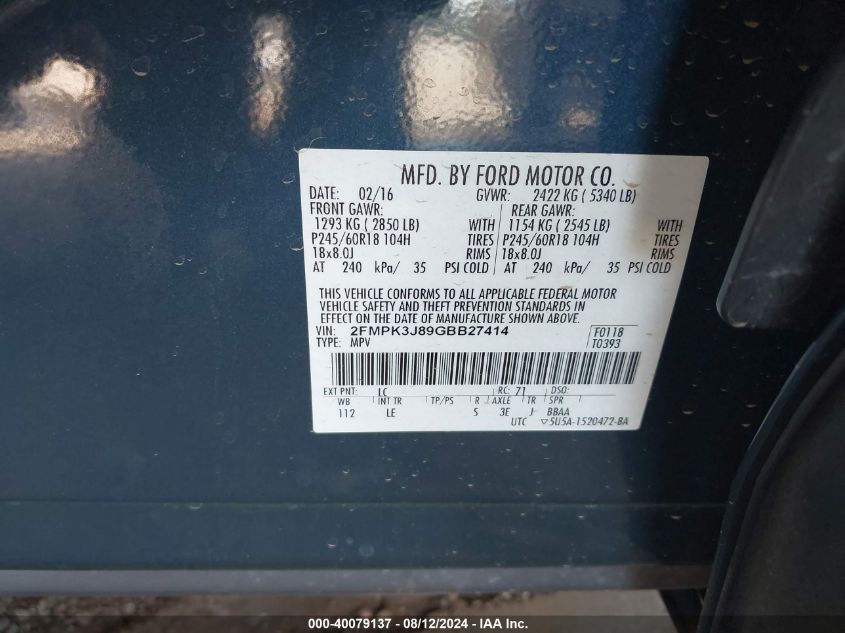 MFD. BY FORD MOTOR CO.
DATE: 02/16 GVWR: 2422 KG ( 5340 LB)
FRONT GAWR: REAR GAWR:
1293 KG ( 2850 LB) WITH 1154 KG ( 2545 LB) WITH
P245/60R18 104H TIRES P245/60R18 104H TIRES
18x8.0J RIMS 18x8.0J RIMS
AT 240 kPa/ 35 PSI COLD AT 240 kPa/ 35 PSI COLD
THIS VEHICLE CONFORMS TO ALL APPLICABLE FEDERAL MOTOR
VEHICLE SAFETY AND THEFT PREVENTION STANDARDS IN
EFFECT ON THE DATE OF MANUFACTURE SHOWN ABOVE.
VIN: 2FMPK3J89GBB27414 F0118
TYPE: MPV T0393
EXT PNT: LC RC: 71 DSO:
WB INT TR TP/PS R AXLE TR SPR
112 LE S 3E J BBAA
UTC ▽5U5A-1520472-BA
000-40079137 - 08/12/2024 - IAA Inc.